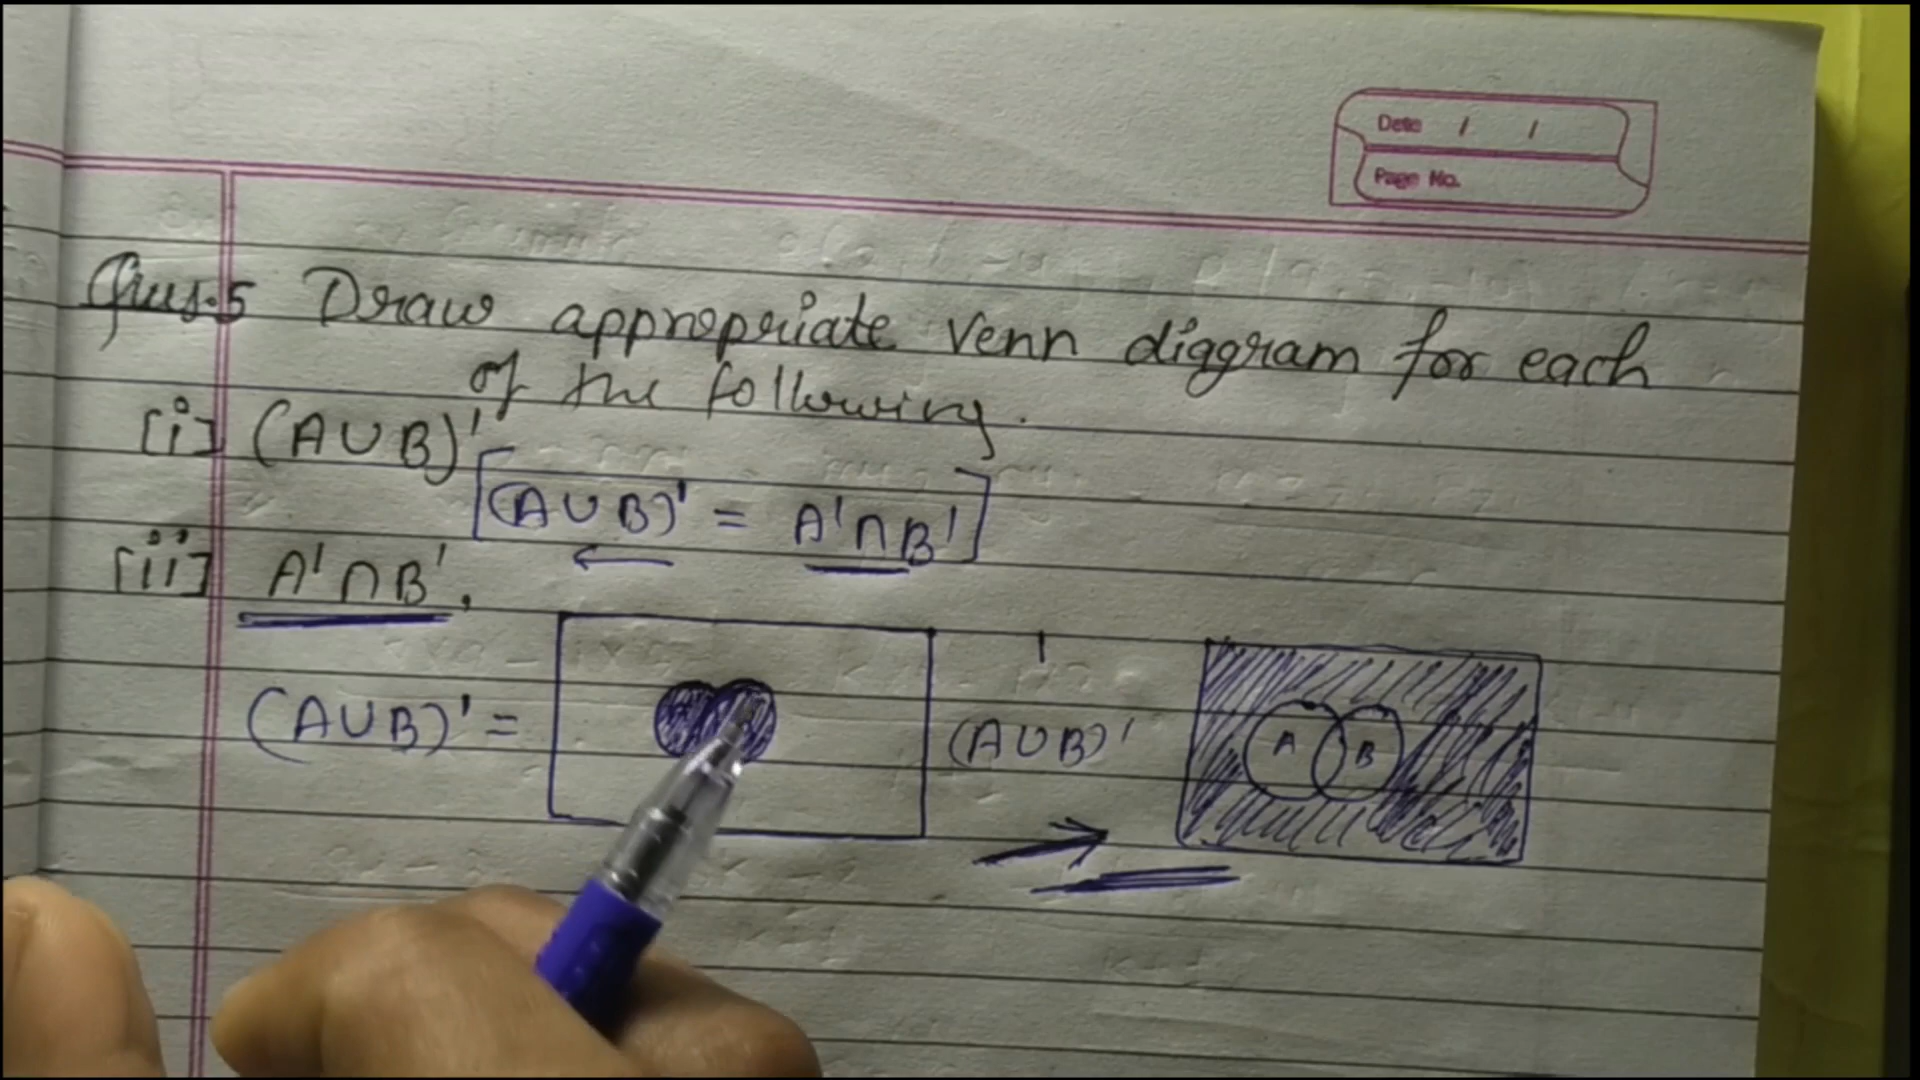 Date / /
Page No.
Ques.5 Draw appropriate Venn diggram for each
of the following.
[i] (A∪B)'
[(A∪B)' = A'∩B']
[ii] A'∩B'.
(A∪B)' =
(A∪B)'
A B